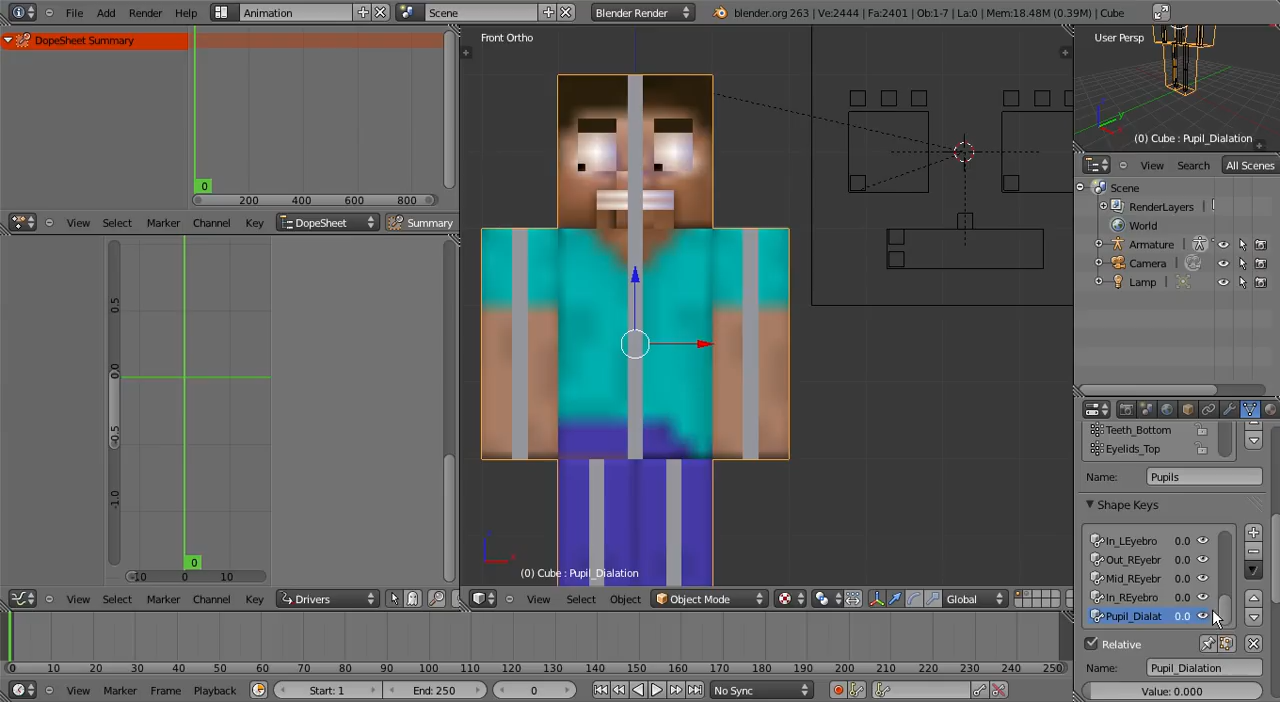 File Add Render Help Animation Scene Blender Render blender.org 263 | Ve:2444 | Fa:2401 | Ob:1-7 | La:0 | Mem:18.48M (0.39M) | Cube
DopeSheet Summary
0
200 400 600 800
View Select Marker Channel Key DopeSheet Summary
0.5
0.0
-0.5
-1.0
0
-10 0 10
View Select Marker Channel Key Drivers
Front Ortho
(0) Cube : Pupil_Dialation
View Select Object Object Mode Global
User Persp
(0) Cube : Pupil_Dialation
View Search All Scenes
Scene
RenderLayers
World
Armature
Camera
Lamp
Teeth_Bottom
Eyelids_Top
Name: Pupils
Shape Keys
In_LEyebro 0.0
Out_REyebr 0.0
Mid_REyebr 0.0
In_REyebro 0.0
Pupil_Dialat 0.0
Relative
Name: Pupil_Dialation
Value: 0.000
0 10 20 30 40 50 60 70 80 90 100 110 120 130 140 150 160 170 180 190 200 210 220 230 240 250
View Marker Frame Playback Start: 1 End: 250 0 No Sync